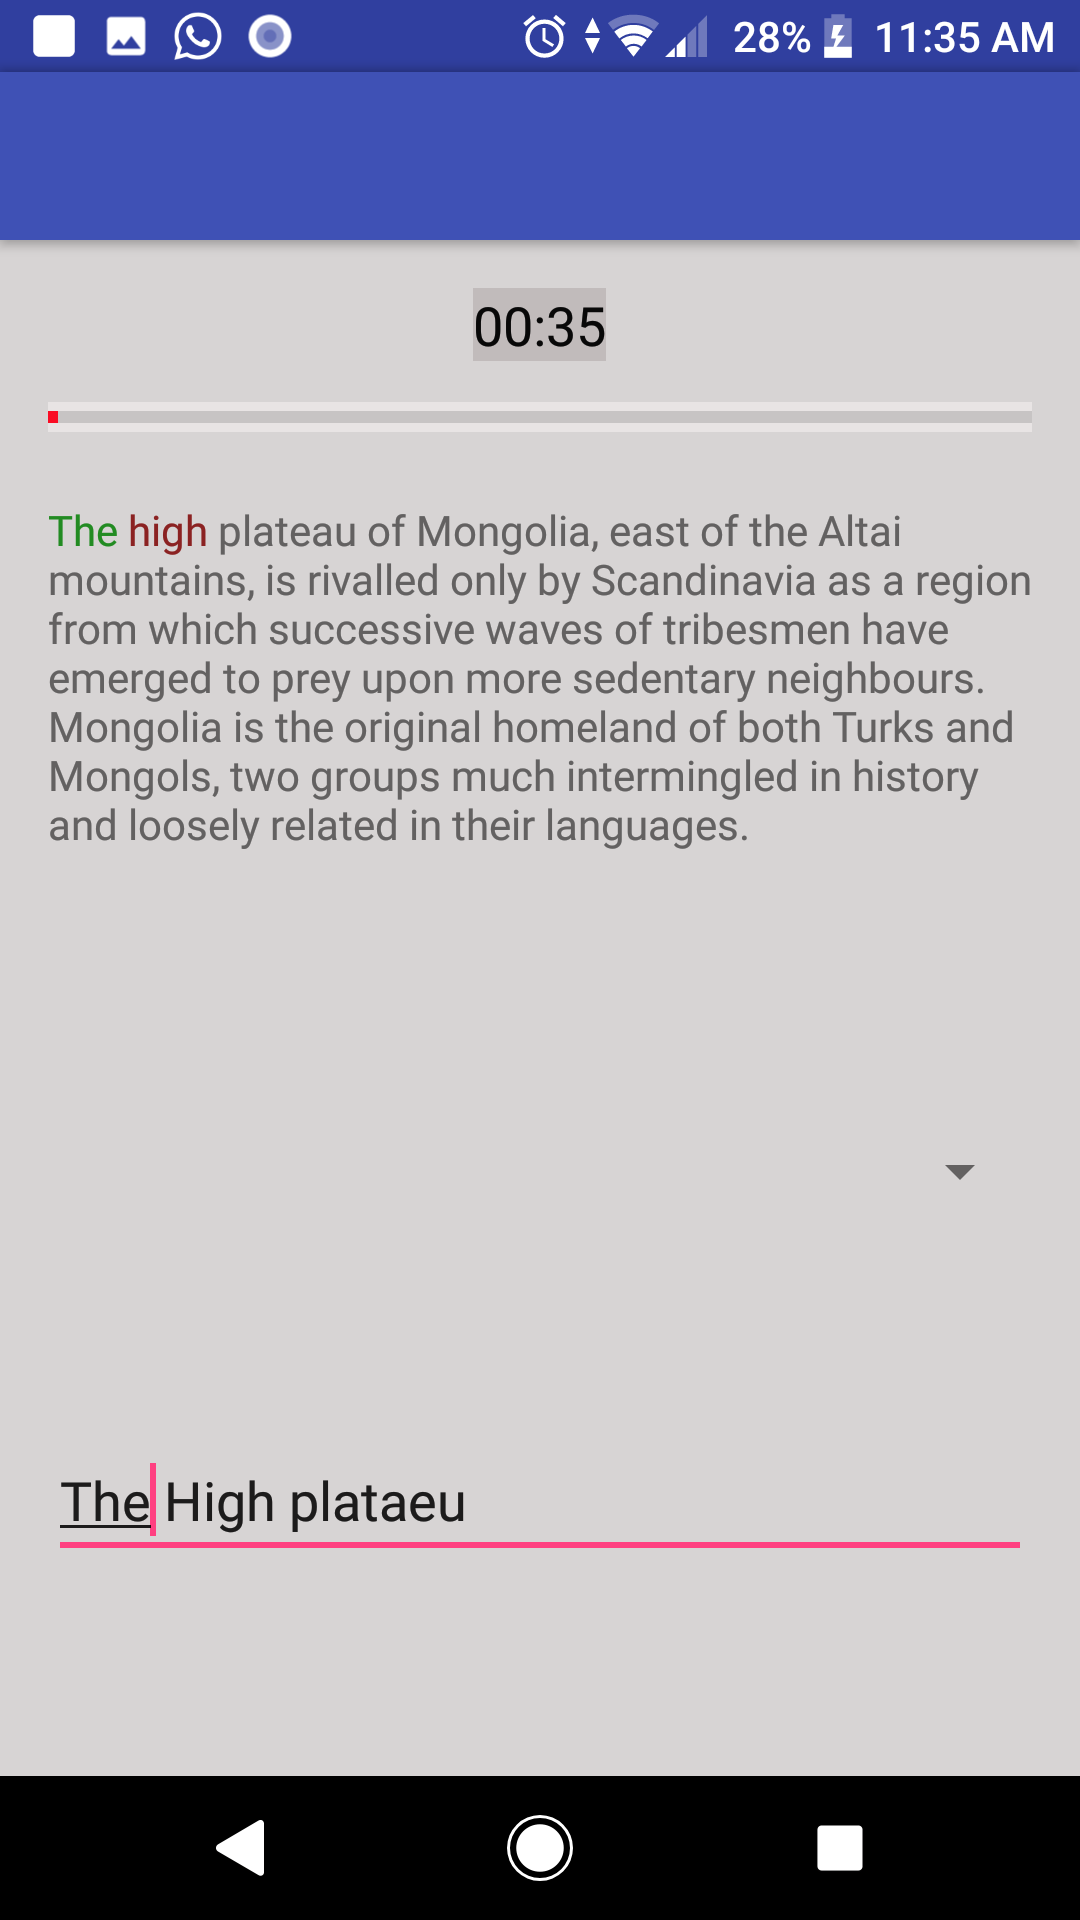 28% 11:35 AM
00:35
The high plateau of Mongolia, east of the Altai
mountains, is rivalled only by Scandinavia as a region
from which successive waves of tribesmen have
emerged to prey upon more sedentary neighbours.
Mongolia is the original homeland of both Turks and
Mongols, two groups much intermingled in history
and loosely related in their languages.
The High plataeu